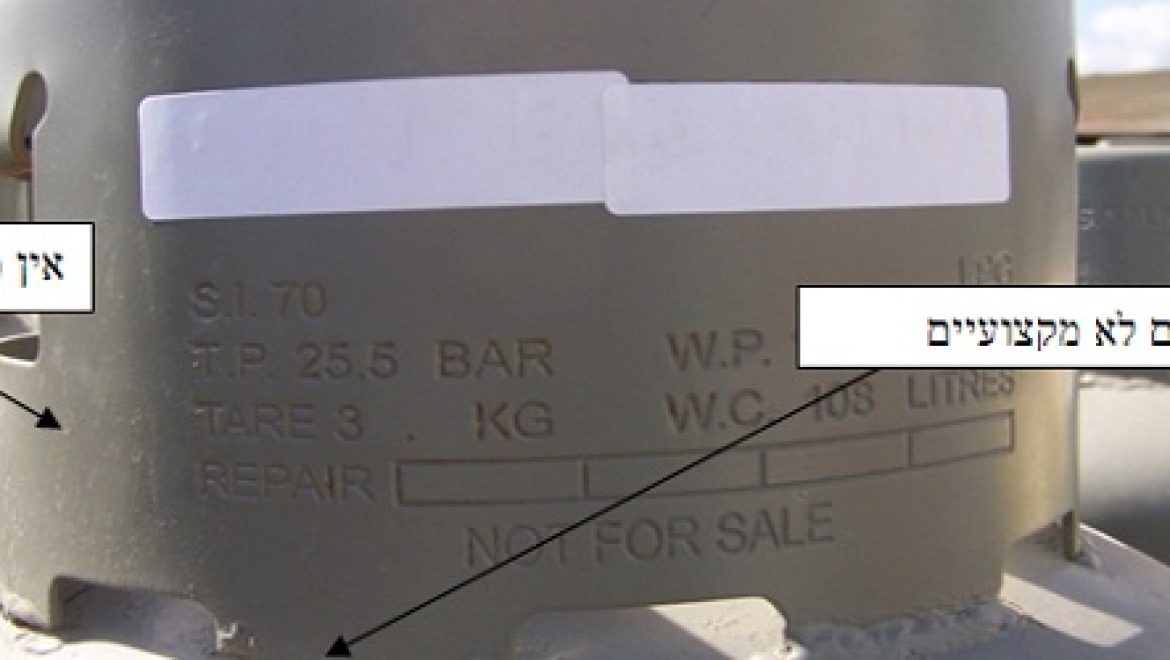 אין
S.I. 70
LPG
ם לא מקצועיים
T.P. 25.5 BAR W.P.
TARE 3 . KG W.C. 108 LITRES
REPAIR
NOT FOR SALE